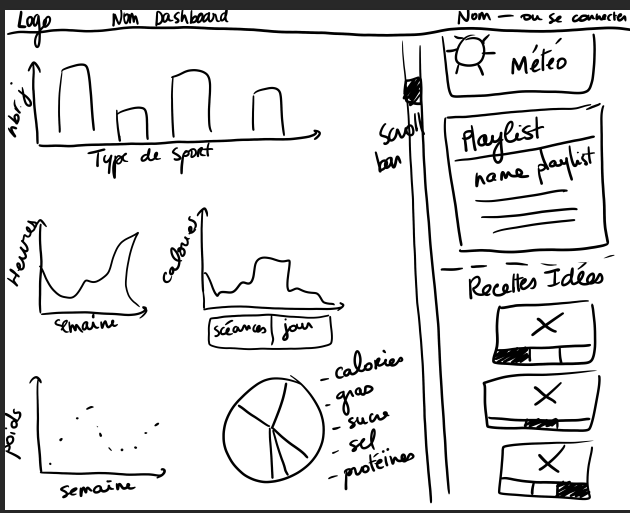 Logo
Nom Dashboard
Nom — ou se connecter
Météo
nbr j
Type de sport
Scroll
bar
Playlist
name playlist
Heures
semaine
calories
séances | jour
Recettes Idées
poids
semaine
- calories
- gras
- sucre
- sel
- protéines